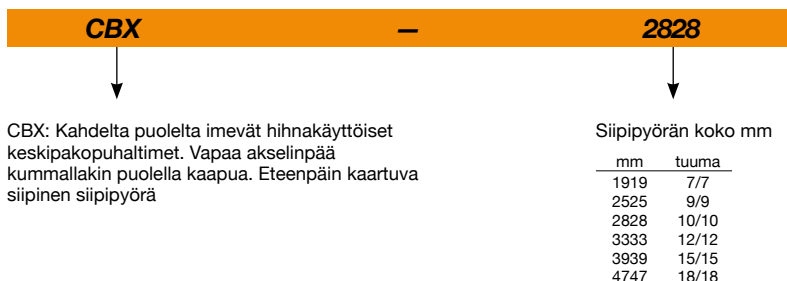 CBX – 2828
CBX: Kahdelta puolelta imevät hihnakäyttöiset
keskipakopuhaltimet. Vapaa akselinpää
kummallakin puolella kaapua. Eteenpäin kaartuva
siipinen siipipyörä
Siipipyörän koko mm
mm tuuma
1919 7/7
2525 9/9
2828 10/10
3333 12/12
3939 15/15
4747 18/18